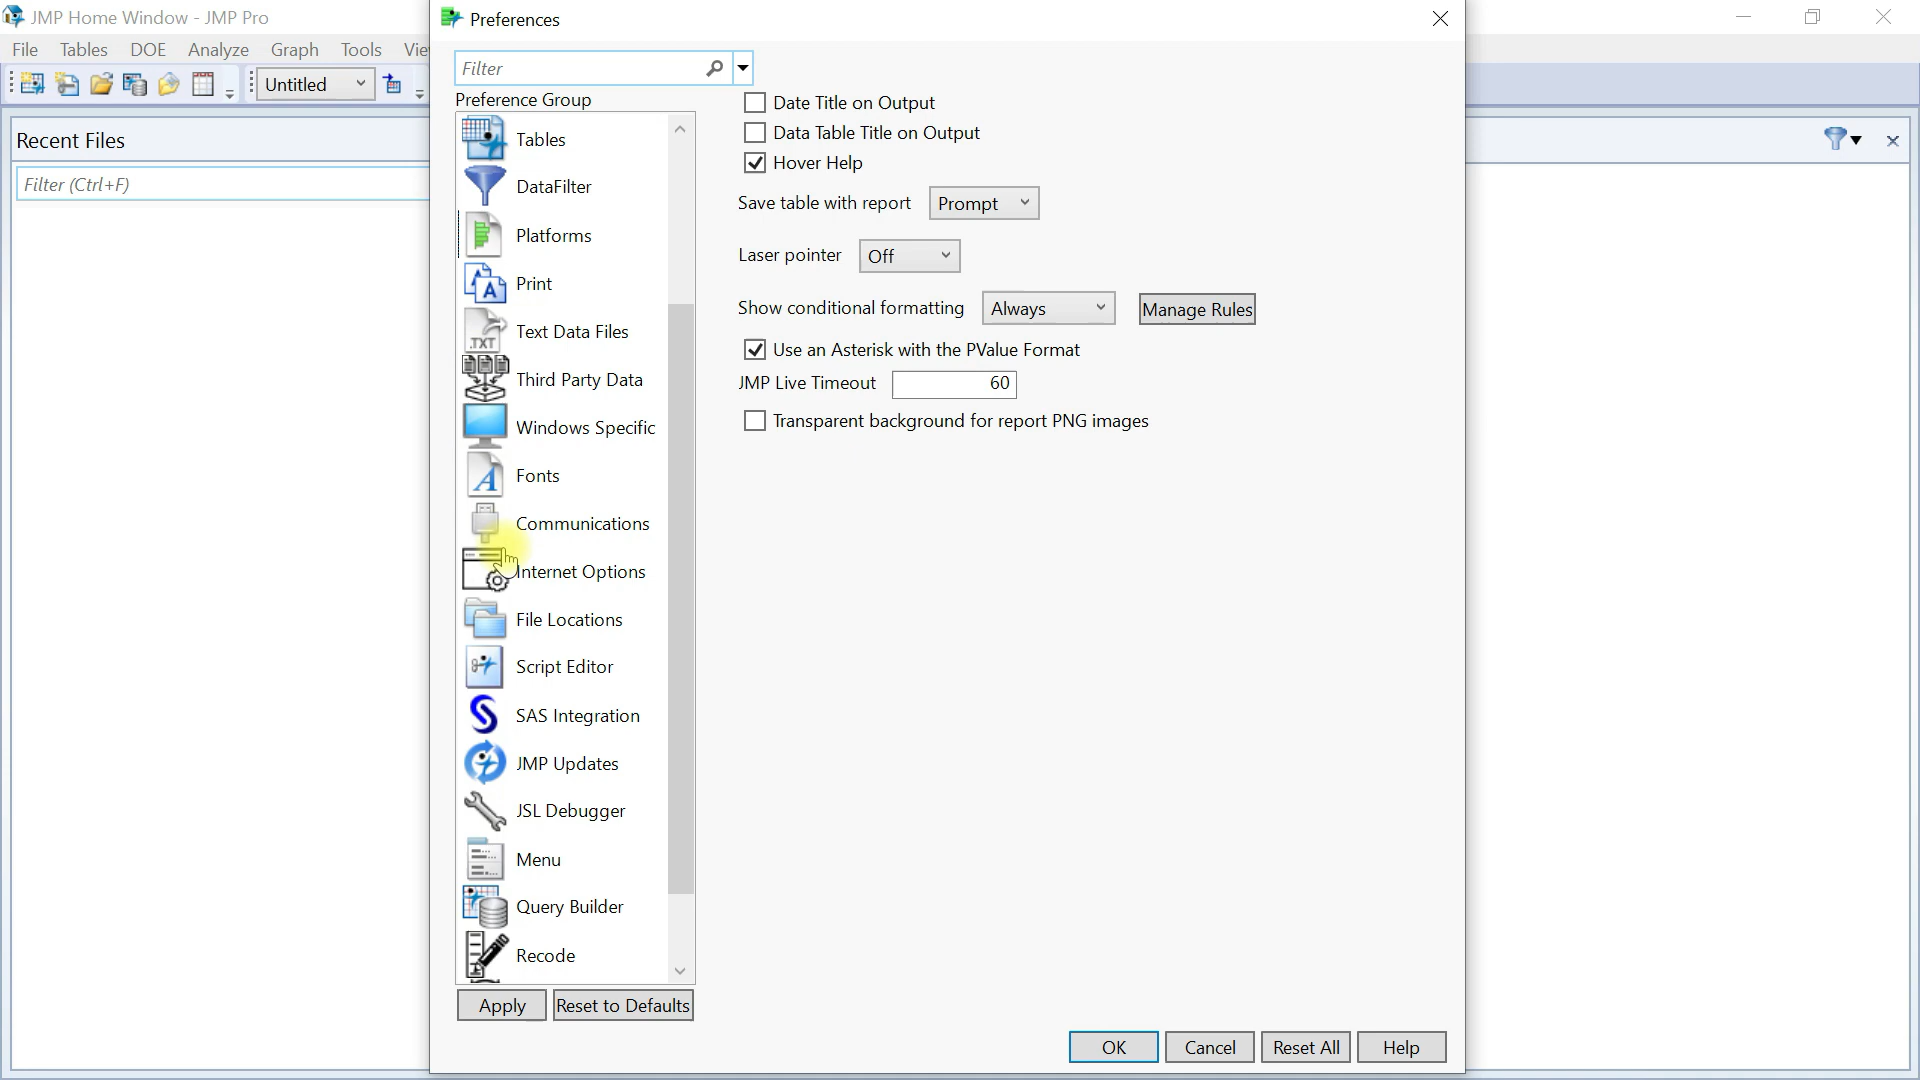 JMP Home Window - JMP Pro
File Tables DOE Analyze Graph Tools
Untitled
Recent Files
Filter (Ctrl+F)
Preferences
Filter
Preference Group
Tables
DataFilter
Platforms
Print
.TXT Text Data Files
Third Party Data
Windows Specific
Fonts
Communications
Internet Options
File Locations
Script Editor
SAS Integration
JMP Updates
JSL Debugger
Menu
Query Builder
Recode
Apply Reset to Defaults
Date Title on Output
Data Table Title on Output
Hover Help
Save table with report Prompt
Laser pointer Off
Show conditional formatting Always Manage Rules
Use an Asterisk with the PValue Format
JMP Live Timeout 60
Transparent background for report PNG images
OK Cancel Reset All Help